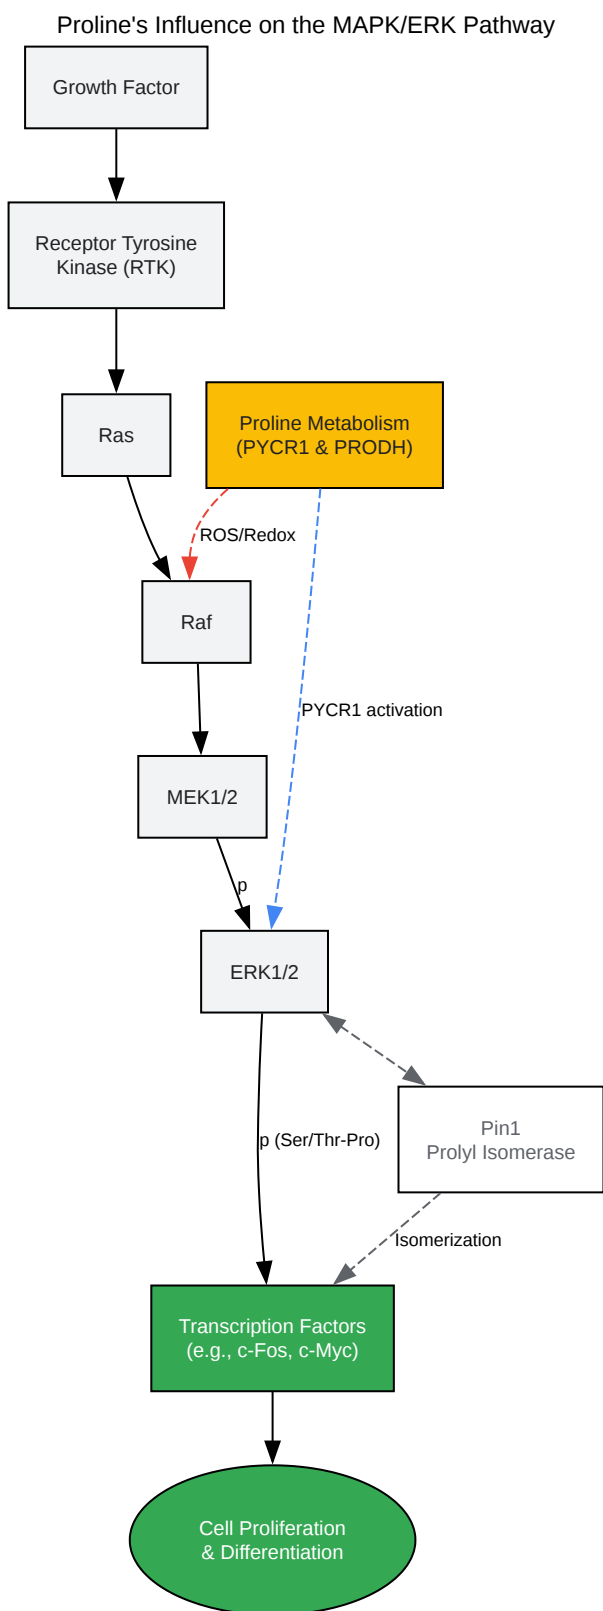 Proline's Influence on the MAPK/ERK Pathway
Growth Factor
Receptor Tyrosine
Kinase (RTK)
Ras
Proline Metabolism
(PYCR1 & PRODH)
ROS/Redox
Raf
PYCR1 activation
MEK1/2
p
ERK1/2
Pin1
Prolyl Isomerase
p (Ser/Thr-Pro)
Isomerization
Transcription Factors
(e.g., c-Fos, c-Myc)
Cell Proliferation
& Differentiation